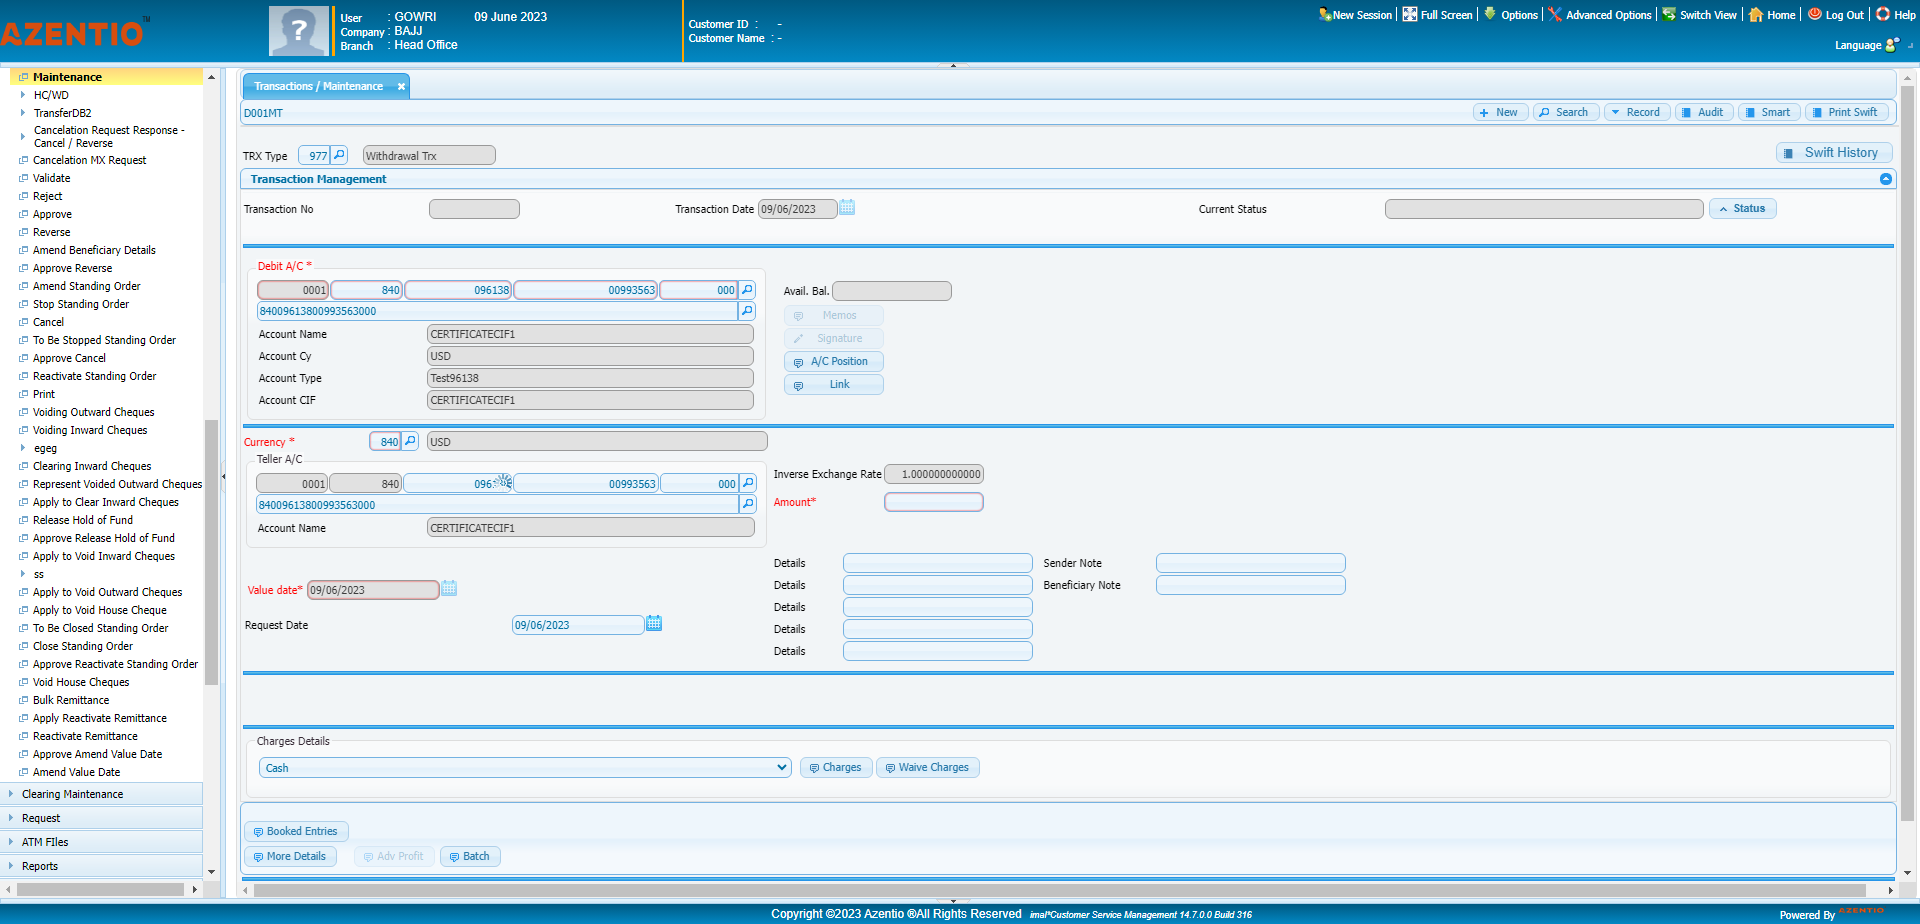 AZENTIO™
User : GOWRI 09 June 2023
Company : BAJJ
Branch : Head Office
Customer ID : -
Customer Name : -
New Session Full Screen Options Advanced Options Switch View Home Log Out Help
Language
Maintenance
HC/WD
TransferDB2
Cancelation Request Response -
Cancel / Reverse
Cancelation MX Request
Validate
Reject
Approve
Reverse
Amend Beneficiary Details
Approve Reverse
Amend Standing Order
Stop Standing Order
Cancel
To Be Stopped Standing Order
Approve Cancel
Reactivate Standing Order
Print
Voiding Outward Cheques
Voiding Inward Cheques
egeg
Clearing Inward Cheques
Represent Voided Outward Cheques
Apply to Clear Inward Cheques
Release Hold of Fund
Approve Release Hold of Fund
Apply to Void Inward Cheques
ss
Apply to Void Outward Cheques
Apply to Void House Cheque
To Be Closed Standing Order
Close Standing Order
Approve Reactivate Standing Order
Void House Cheques
Bulk Remittance
Apply Reactivate Remittance
Reactivate Remittance
Approve Amend Value Date
Amend Value Date
Clearing Maintenance
Request
ATM FIles
Reports
Transactions / Maintenance
D001MT
New Search Record Audit Smart Print Swift
TRX Type 977 Withdrawal Trx
Swift History
Transaction Management
Transaction No Transaction Date 09/06/2023 Current Status Status
Debit A/C *
0001 840 096138 00993563 000
84009613800993563000
Account Name CERTIFICATECIF1
Account Cy USD
Account Type Test96138
Account CIF CERTIFICATECIF1
Avail. Bal.
Memos
Signature
A/C Position
Link
Currency * 840 USD
Teller A/C
0001 840 096 00993563 000
84009613800993563000
Account Name CERTIFICATECIF1
Inverse Exchange Rate 1.000000000000
Amount*
Value date* 09/06/2023
Request Date 09/06/2023
Details Sender Note
Details Beneficiary Note
Details
Details
Details
Charges Details
Cash Charges Waive Charges
Booked Entries
More Details Adv Profit Batch
Copyright ©2023 Azentio ®All Rights Reserved imal*Customer Service Management 14.7.0.0 Build 316
Powered By AZENTIO